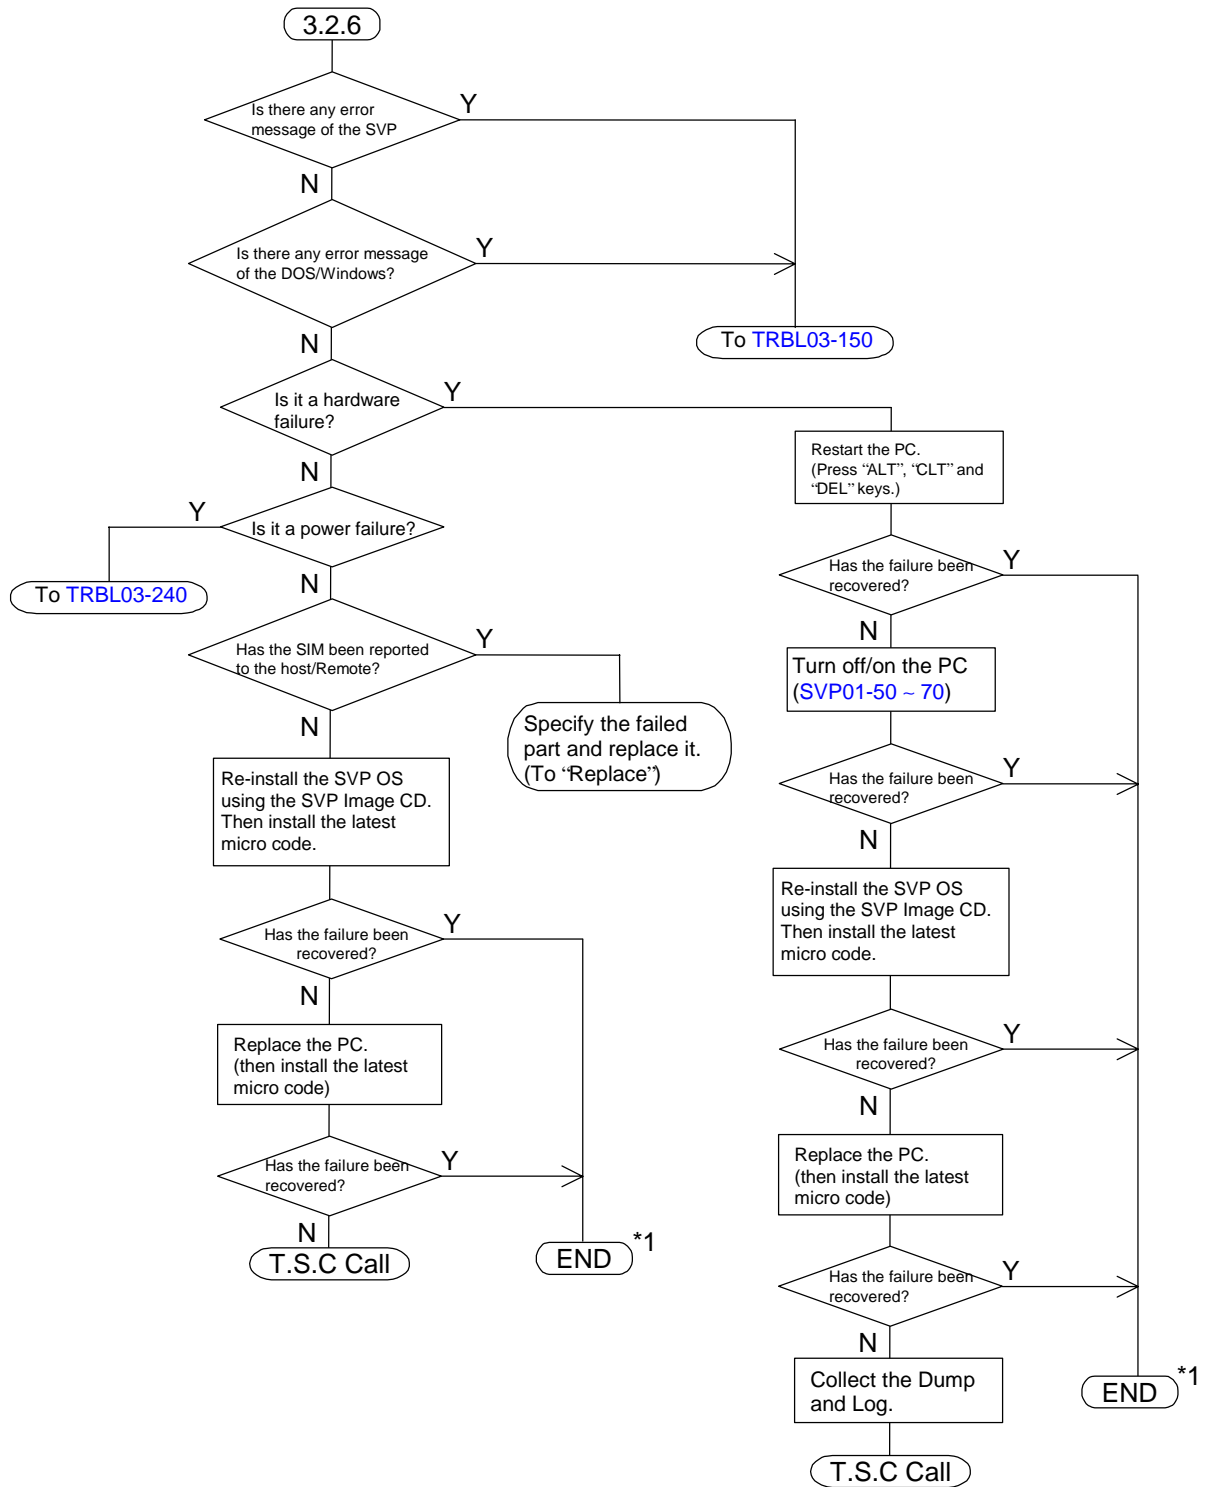 3.2.6
Is there any error
message of the SVP
Y
N
Is there any error message
of the DOS/Windows?
Y
To TRBL03-150
N
Is it a hardware
failure?
Y
N
Is it a power failure?
Y
To TRBL03-240
N
Has the SIM been reported
to the host/Remote?
Y
Specify the failed
part and replace it.
(To “Replace”)
N
Re-install the SVP OS
using the SVP Image CD.
Then install the latest
micro code.
Has the failure been
recovered?
Y
N
Replace the PC.
(then install the latest
micro code)
Has the failure been
recovered?
Y
N
T.S.C Call
END
*1
Restart the PC.
(Press “ALT”, “CLT” and
“DEL” keys.)
Has the failure been
recovered?
Y
N
Turn off/on the PC
(SVP01-50 ~ 70)
Has the failure been
recovered?
Y
N
Re-install the SVP OS
using the SVP Image CD.
Then install the latest
micro code.
Has the failure been
recovered?
Y
N
Replace the PC.
(then install the latest
micro code)
Has the failure been
recovered?
Y
N
Collect the Dump
and Log.
T.S.C Call
END
*1